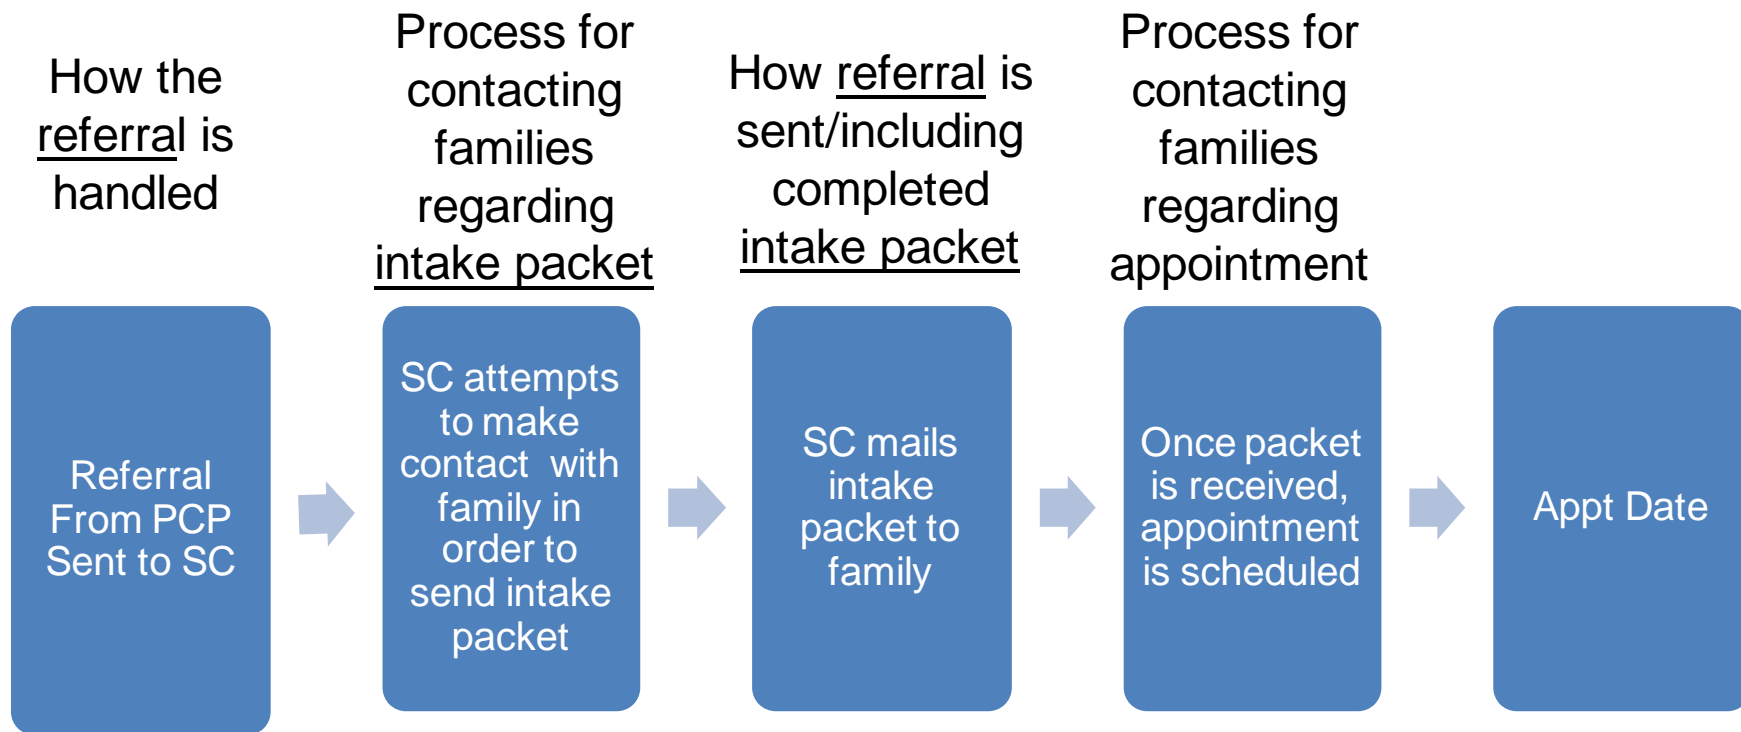 How the
referral is
handled
Process for
contacting
families
regarding
intake packet
How referral is
sent/including
completed
intake packet
Process for
contacting
families
regarding
appointment
Referral
From PCP
Sent to SC
SC attempts
to make
contact with
family in
order to
send intake
packet
SC mails
intake
packet to
family
Once packet
is received,
appointment
is scheduled
Appt Date